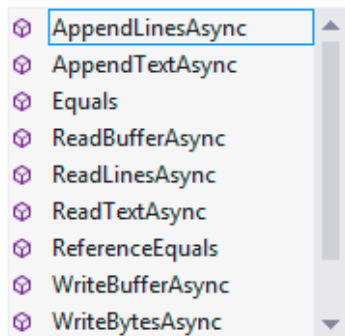 AppendLinesAsync
AppendTextAsync
Equals
ReadBufferAsync
ReadLinesAsync
ReadTextAsync
ReferenceEquals
WriteBufferAsync
WriteBytesAsync